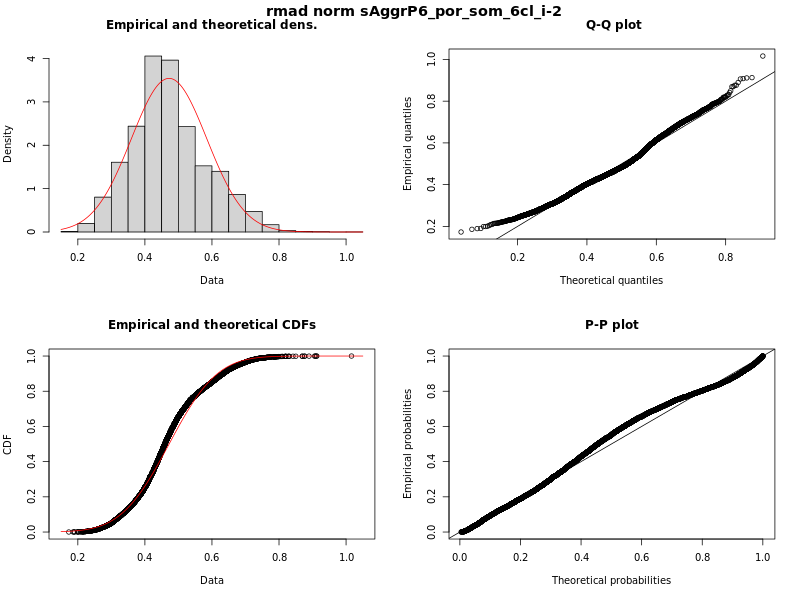 rmad norm sAggrP6_por_som_6cl_i-2
Empirical and theoretical dens.
Density
0 1 2 3 4
0.2 0.4 0.6 0.8 1.0
Data
Q-Q plot
Empirical quantiles
0.2 0.4 0.6 0.8 1.0
0.2 0.4 0.6 0.8
Theoretical quantiles
Empirical and theoretical CDFs
CDF
0.0 0.2 0.4 0.6 0.8 1.0
0.2 0.4 0.6 0.8 1.0
Data
P-P plot
Empirical probabilities
0.0 0.2 0.4 0.6 0.8 1.0
0.0 0.2 0.4 0.6 0.8 1.0
Theoretical probabilities